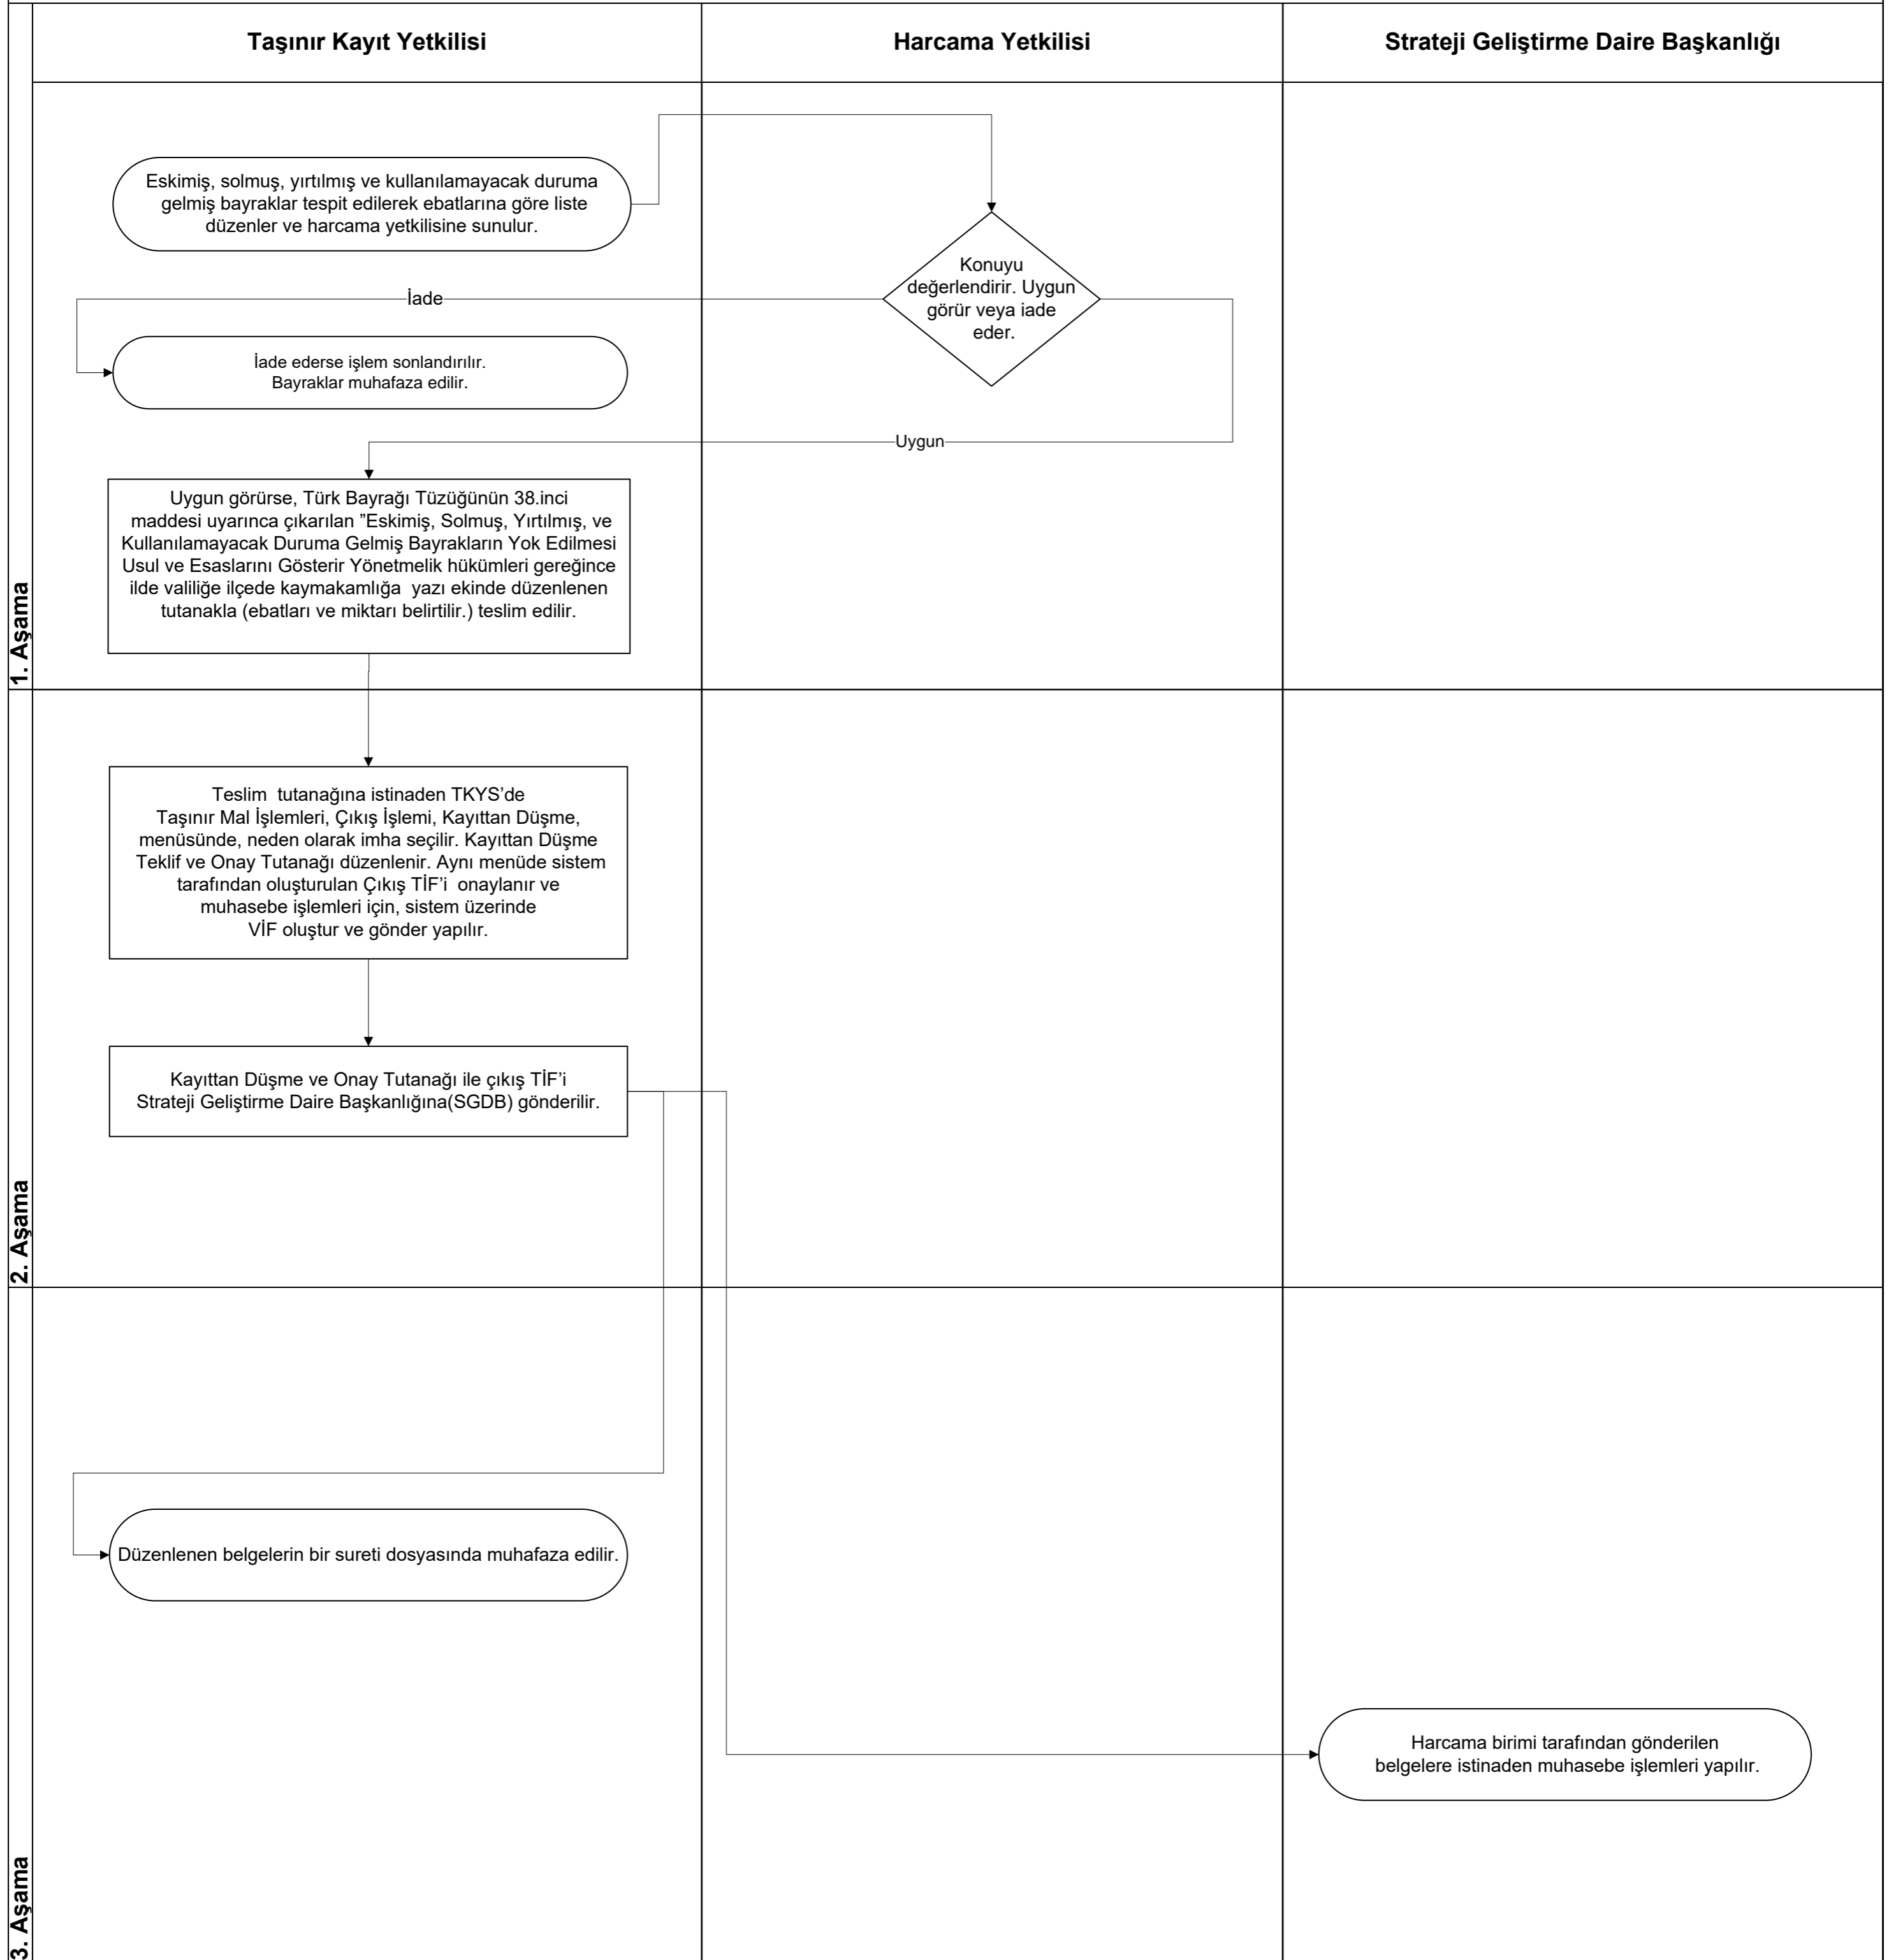 Taşınır Kayıt Yetkilisi
Harcama Yetkilisi
Strateji Geliştirme Daire Başkanlığı
1. Aşama
Eskimiş, solmuş, yırtılmış ve kullanılamayacak duruma
gelmiş bayraklar tespit edilerek ebatlarına göre liste
düzenler ve harcama yetkilisine sunulur.
Konuyu
değerlendirir. Uygun
görür veya iade
eder.
İade
İade ederse işlem sonlandırılır.
Bayraklar muhafaza edilir.
Uygun
Uygun görürse, Türk Bayrağı Tüzüğünün 38.inci
maddesi uyarınca çıkarılan ”Eskimiş, Solmuş, Yırtılmış, ve
Kullanılamayacak Duruma Gelmiş Bayrakların Yok Edilmesi
Usul ve Esaslarını Gösterir Yönetmelik hükümleri gereğince
ilde valiliğe ilçede kaymakamlığa  yazı ekinde düzenlenen
tutanakla (ebatları ve miktarı belirtilir.) teslim edilir.
2. Aşama
Teslim  tutanağına istinaden TKYS’de
Taşınır Mal İşlemleri, Çıkış İşlemi, Kayıttan Düşme,
menüsünde, neden olarak imha seçilir. Kayıttan Düşme
Teklif ve Onay Tutanağı düzenlenir. Aynı menüde sistem
tarafından oluşturulan Çıkış TİF’i  onaylanır ve
muhasebe işlemleri için, sistem üzerinde
VİF oluştur ve gönder yapılır.
Kayıttan Düşme ve Onay Tutanağı ile çıkış TİF’i
Strateji Geliştirme Daire Başkanlığına(SGDB) gönderilir.
3. Aşama
Düzenlenen belgelerin bir sureti dosyasında muhafaza edilir.
Harcama birimi tarafından gönderilen
belgelere istinaden muhasebe işlemleri yapılır.